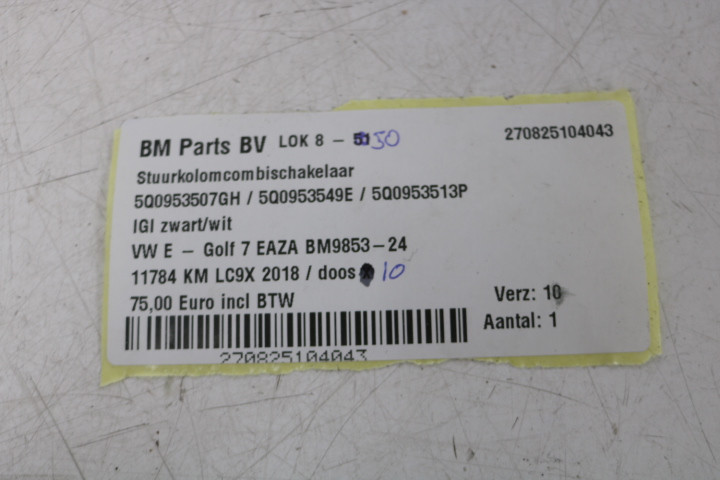 BM Parts BV LOK 8 - 50 270825104043
Stuurkolomcombischakelaar
5Q0953507GH / 5Q0953549E / 5Q0953513P
IGI zwart/wit
VW E - Golf 7 EAZA BM9853-24
11784 KM LC9X 2018 / doos 10
75,00 Euro incl BTW
Verz: 10
Aantal: 1
270825104043